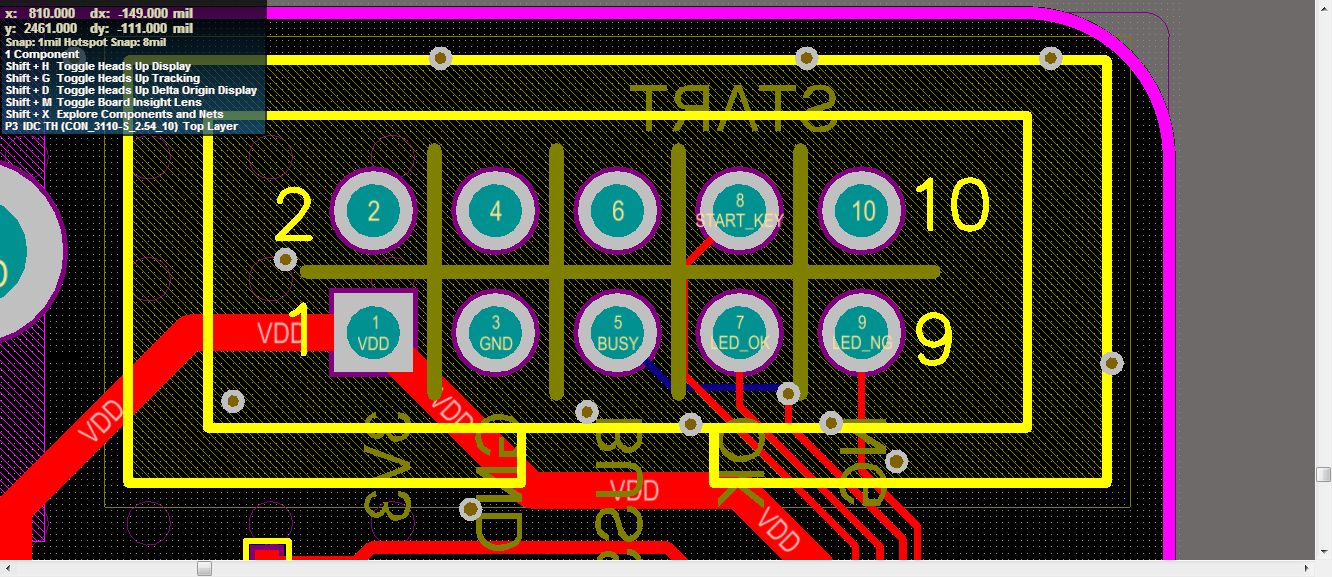 x: 810.000 dx: -149.000 mil
y: 2461.000 dy: -111.000 mil
Snap: 1mil Hotspot Snap: 8mil
1 Component
Shift + H Toggle Heads Up Display
Shift + G Toggle Heads Up Tracking
Shift + D Toggle Heads Up Delta Origin Display
Shift + M Toggle Board Insight Lens
Shift + X Explore Components and Nets
P3 IDC TH (CON_3110-S_2.54_10) Top Layer
START
2
2
4
6
8
START_KEY
10
10
VDD
1
1
VDD
3
GND
5
BUSY
7
LED_OK
9
LED_NG
9
VDD
VDD
3V3
GND
BUSY
OK
NG
VDD
VDD